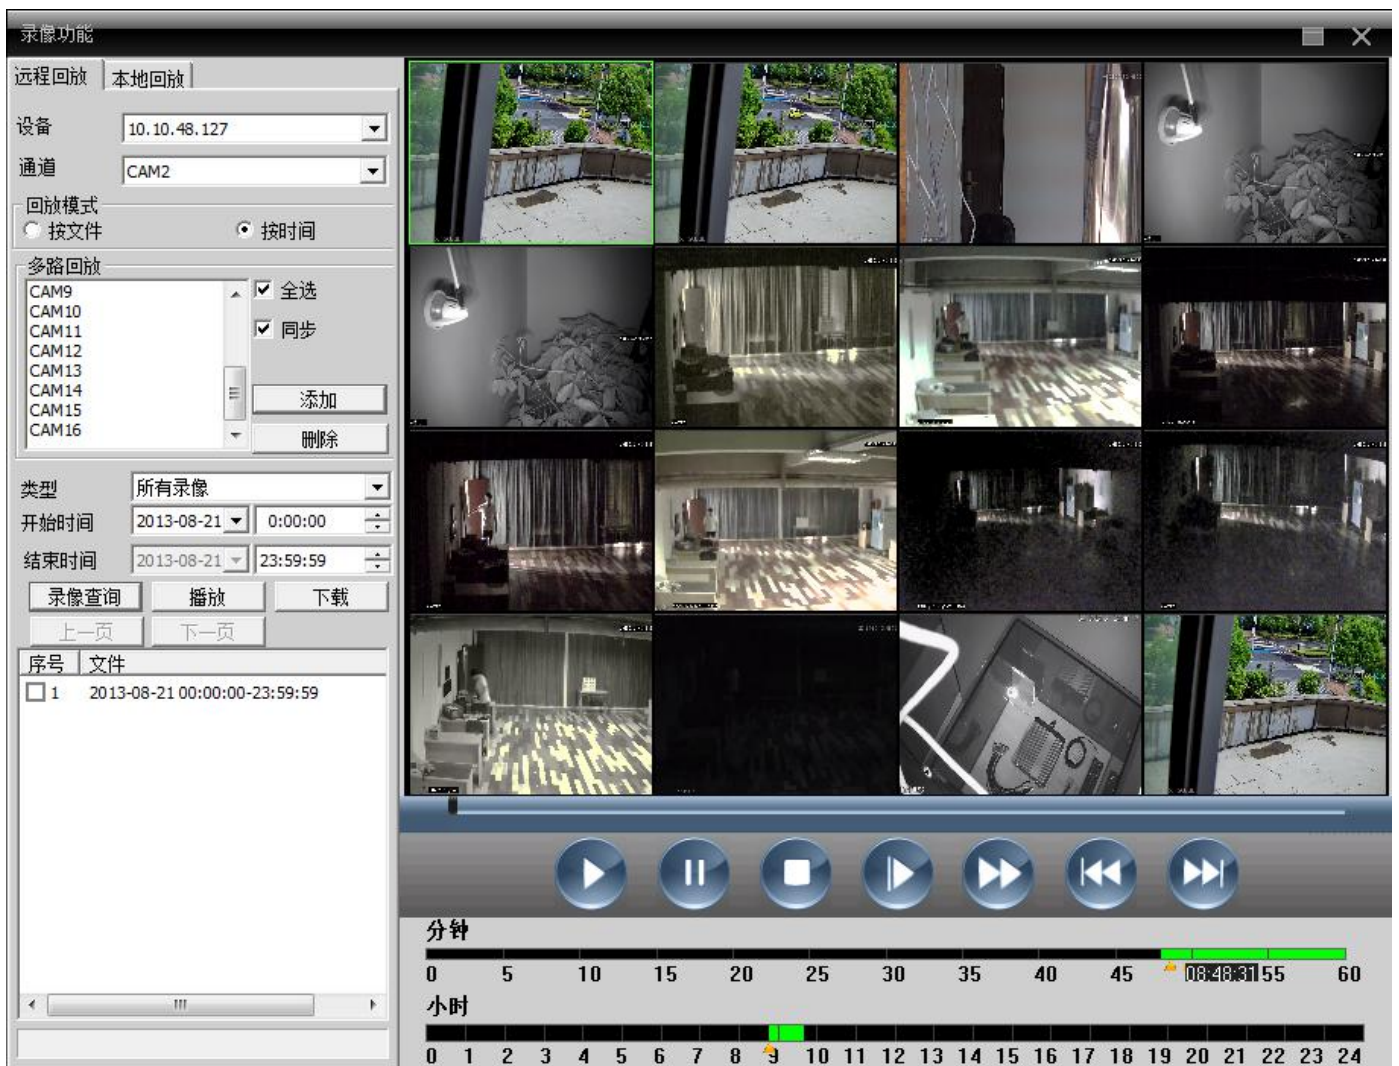 录像功能
远程回放 本地回放
设备 10.10.48.127
通道 CAM2
回放模式
按文件 按时间
多路回放
CAM9
全选
CAM10
CAM11
同步
CAM12
CAM13
CAM14
添加
CAM15
CAM16
删除
类型 所有录像
开始时间 2013-08-21 0:00:00
结束时间 2013-08-21 23:59:59
录像查询 播放 下载
上一页 下一页
序号 文件
1 2013-08-21 00:00:00-23:59:59
分钟
0 5 10 15 20 25 30 35 40 45 08:48:31 55 60
小时
0 1 2 3 4 5 6 7 8 9 10 11 12 13 14 15 16 17 18 19 20 21 22 23 24